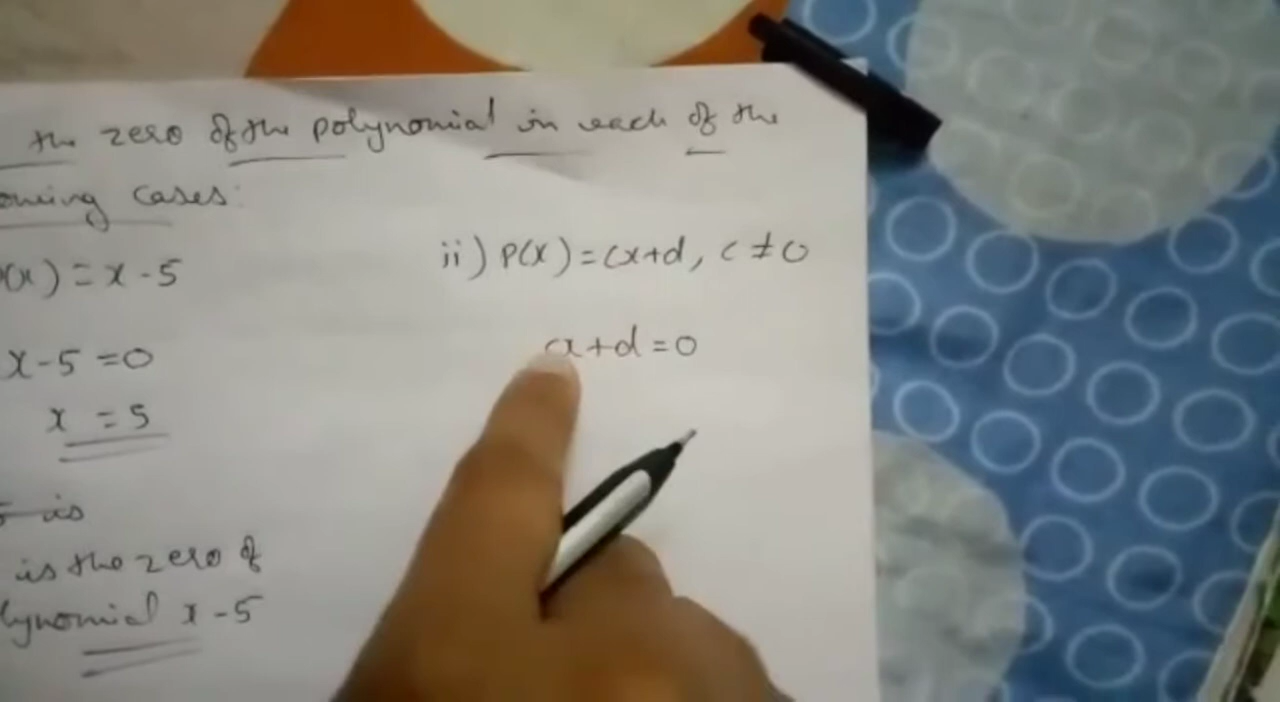 the zero of the polynomial in each of the
owing cases:
p(x) = x - 5
x - 5 = 0
x = 5
is
is the zero of
lynomial x - 5
ii) P(x) = cx + d, c ≠ 0
cx + d = 0